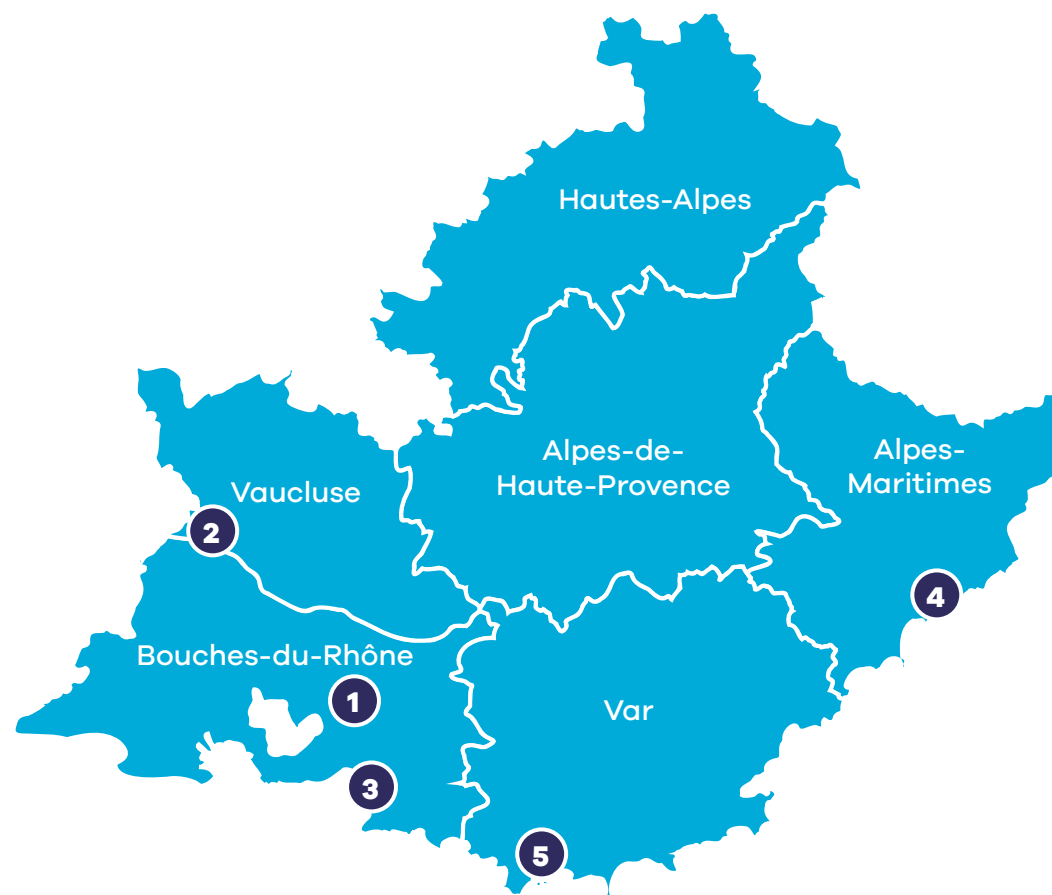 Hautes-Alpes
Alpes-de-
Haute-Provence
Alpes-
Maritimes
Vaucluse
2
4
Bouches-du-Rhône
1
Var
3
5